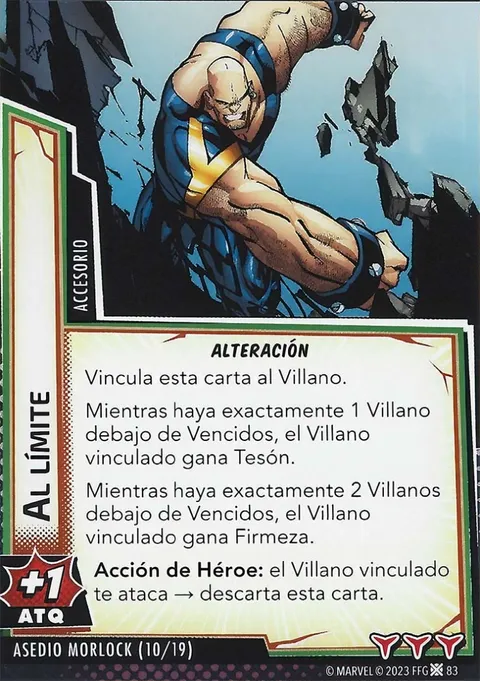 ACCESORIO
AL LÍMITE
ALTERACIÓN
Vincula esta carta al Villano.
Mientras haya exactamente 1 Villano
debajo de Vencidos, el Villano
vinculado gana Tesón.
Mientras haya exactamente 2 Villanos
debajo de Vencidos, el Villano
vinculado gana Firmeza.
Acción de Héroe: el Villano vinculado
te ataca → descarta esta carta.
+1
ATQ
ASEDIO MORLOCK (10/19)
© MARVEL © 2023 FFG 83